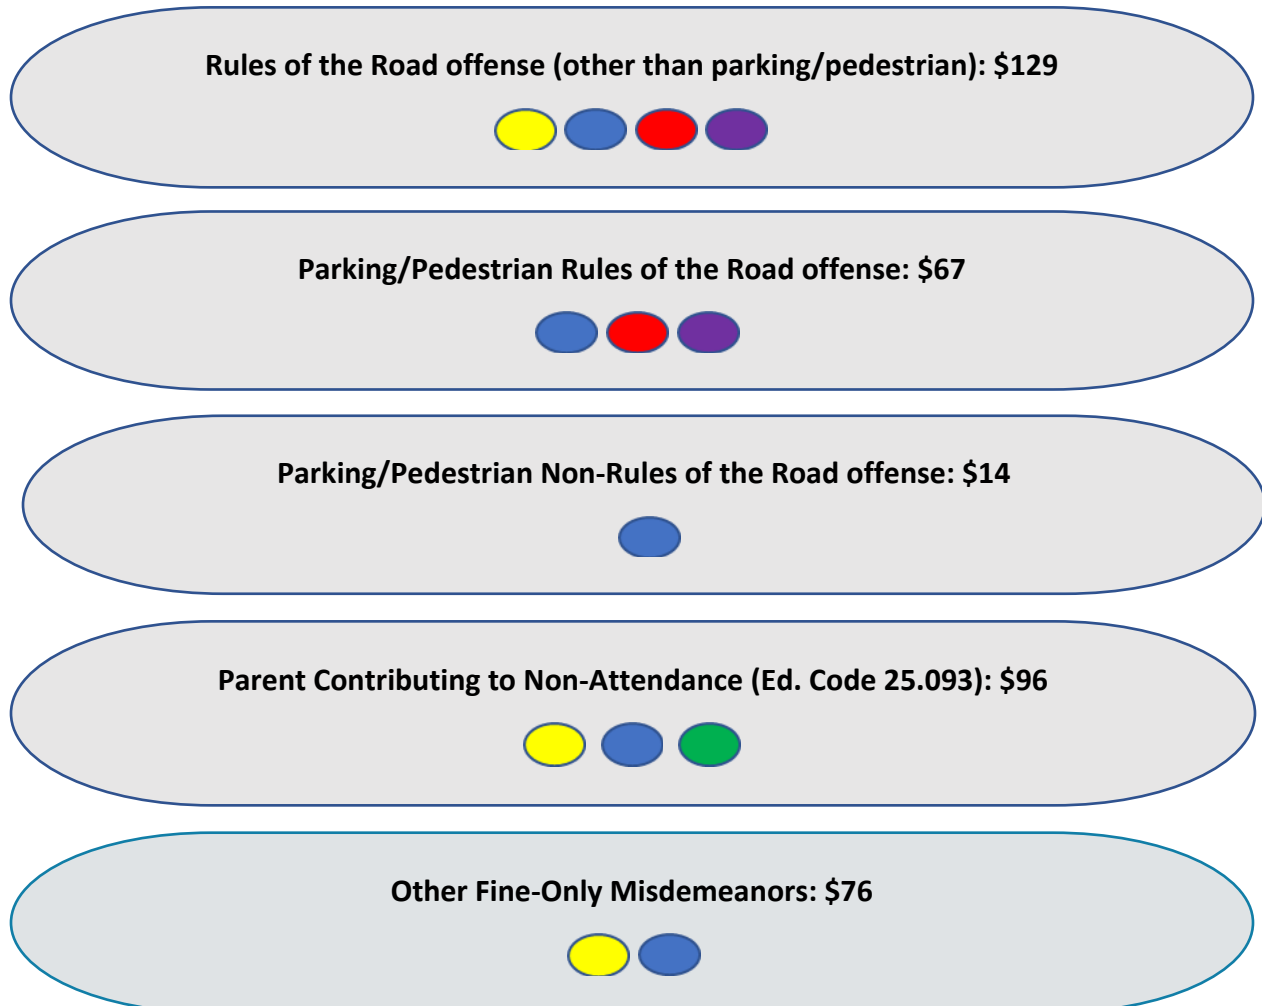 Rules of the Road offense (other than parking/pedestrian): $129
Parking/Pedestrian Rules of the Road offense: $67
Parking/Pedestrian Non-Rules of the Road offense: $14
Parent Contributing to Non-Attendance (Ed. Code 25.093): $96
Other Fine-Only Misdemeanors: $76